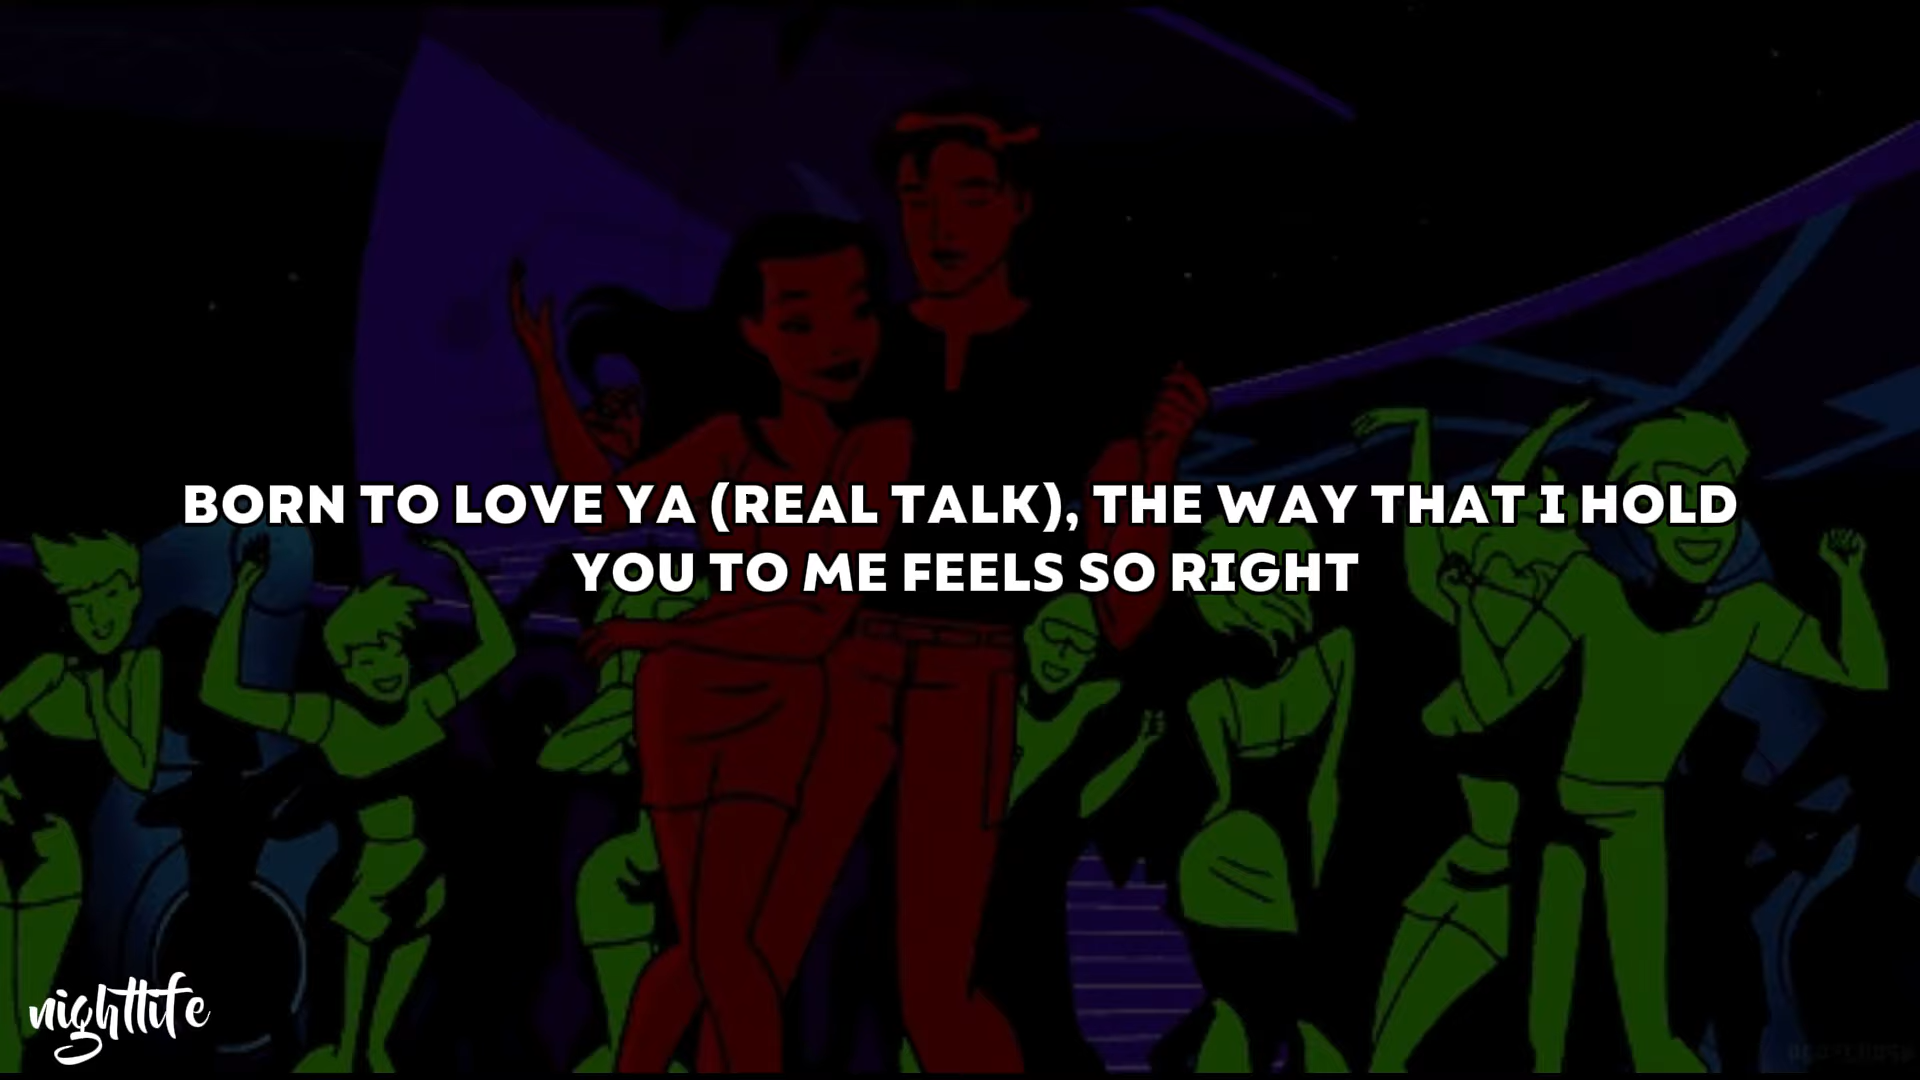 BORN TO LOVE YA (REAL TALK), THE WAY THAT I HOLD
YOU TO ME FEELS SO RIGHT
nightlife